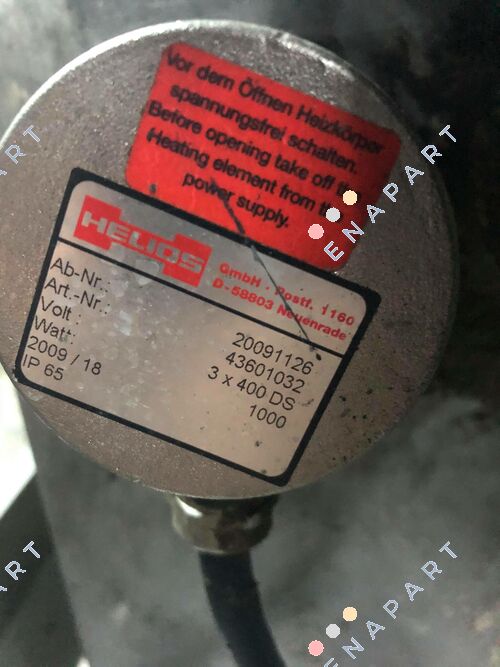 Vor dem Öffnen Heizkörper
spannungsfrei schalten.
Before opening take off the
Heating element from the
power supply.
HELIOS
GmbH · Postf. 1160
D-58803 Neuenrade
Ab-Nr.: 20091126
Art.-Nr.: 43601032
Volt : 3 x 400 DS
Watt: 1000
2009 / 18
IP 65
ENAPART
ENAPART
ENAPART
ENAPART